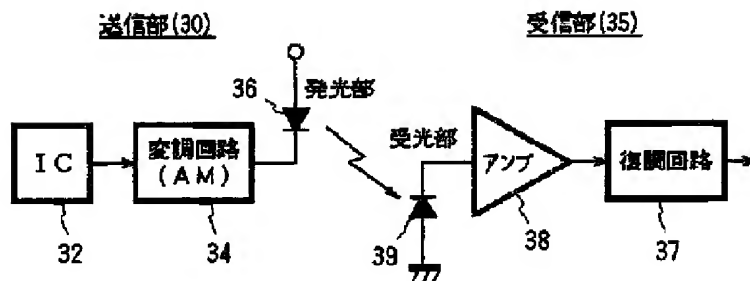 送信部(30)
受信部(35)
36
発光部
受光部
IC
変調回路
(AM)
アンプ
復調回路
32
34
39
38
37